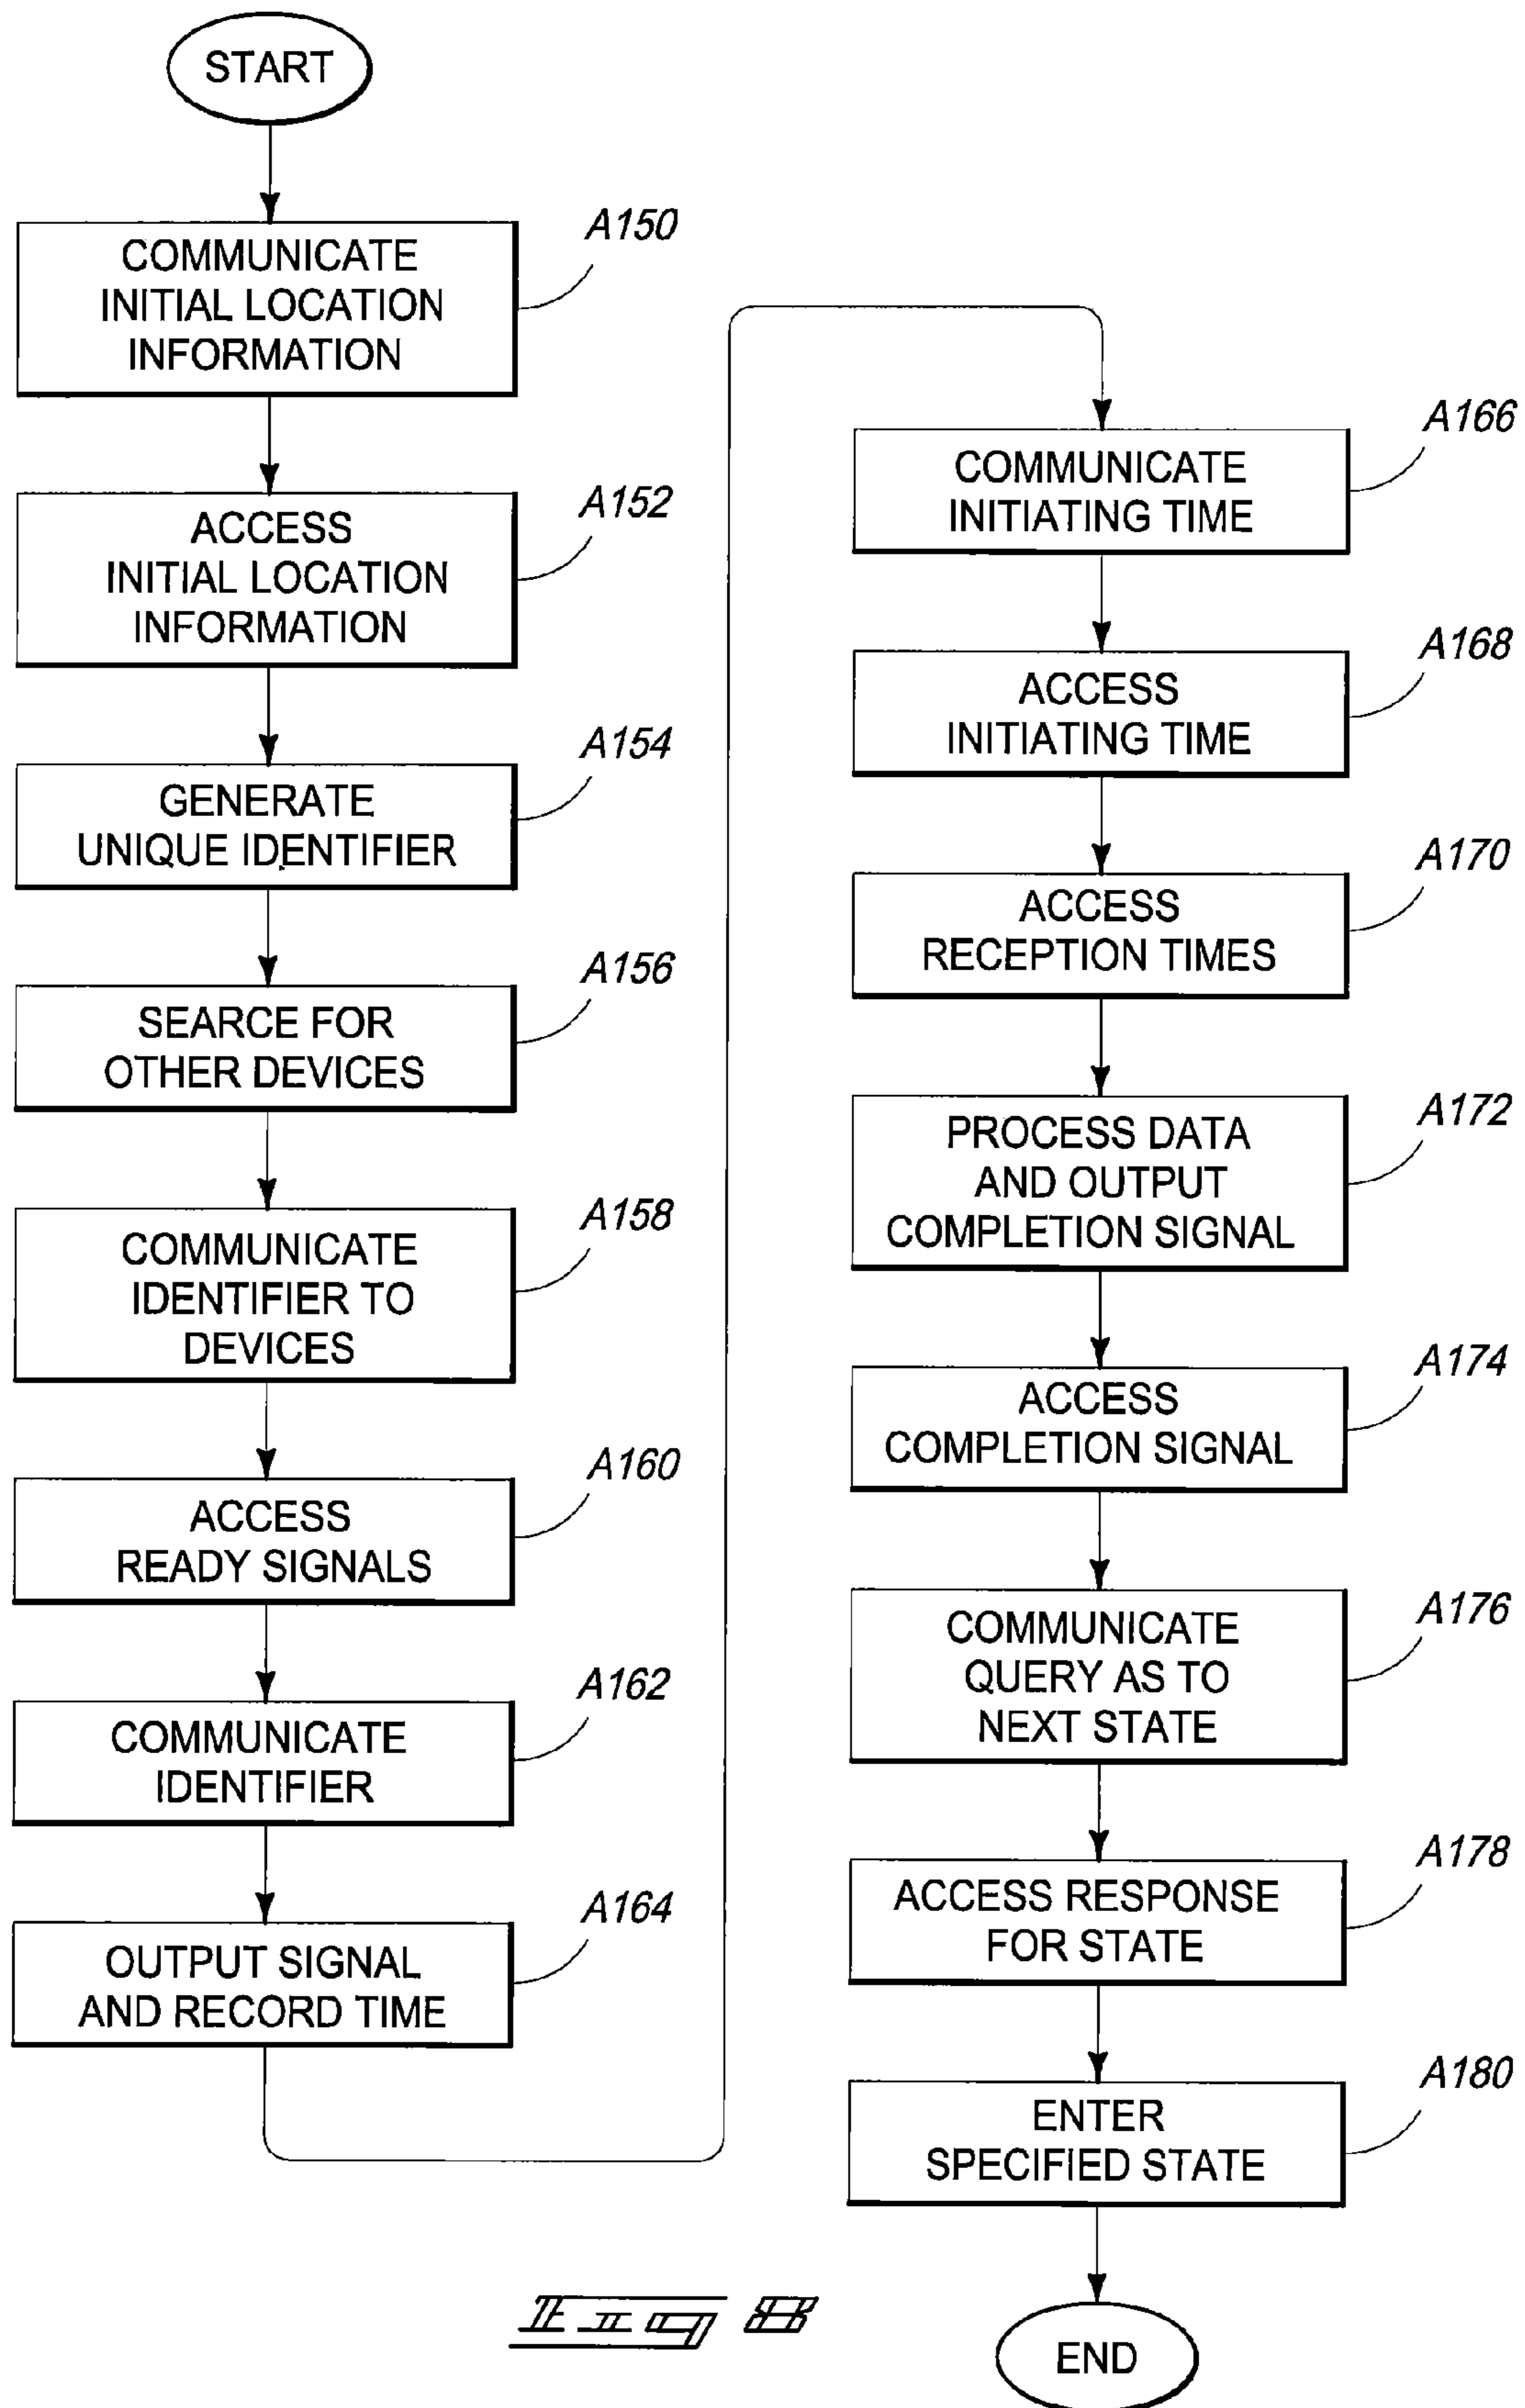 START
A150
COMMUNICATE
INITIAL LOCATION
INFORMATION
A152
ACCESS
INITIAL LOCATION
INFORMATION
A154
GENERATE
UNIQUE IDENTIFIER
A156
SEARCE FOR
OTHER DEVICES
A158
COMMUNICATE
IDENTIFIER TO
DEVICES
A160
ACCESS
READY SIGNALS
A162
COMMUNICATE
IDENTIFIER
A164
OUTPUT SIGNAL
AND RECORD TIME
A166
COMMUNICATE
INITIATING TIME
A168
ACCESS
INITIATING TIME
A170
ACCESS
RECEPTION TIMES
A172
PROCESS DATA
AND OUTPUT
COMPLETION SIGNAL
A174
ACCESS
COMPLETION SIGNAL
A176
COMMUNICATE
QUERY AS TO
NEXT STATE
A178
ACCESS RESPONSE
FOR STATE
A180
ENTER
SPECIFIED STATE
END
Fig 8